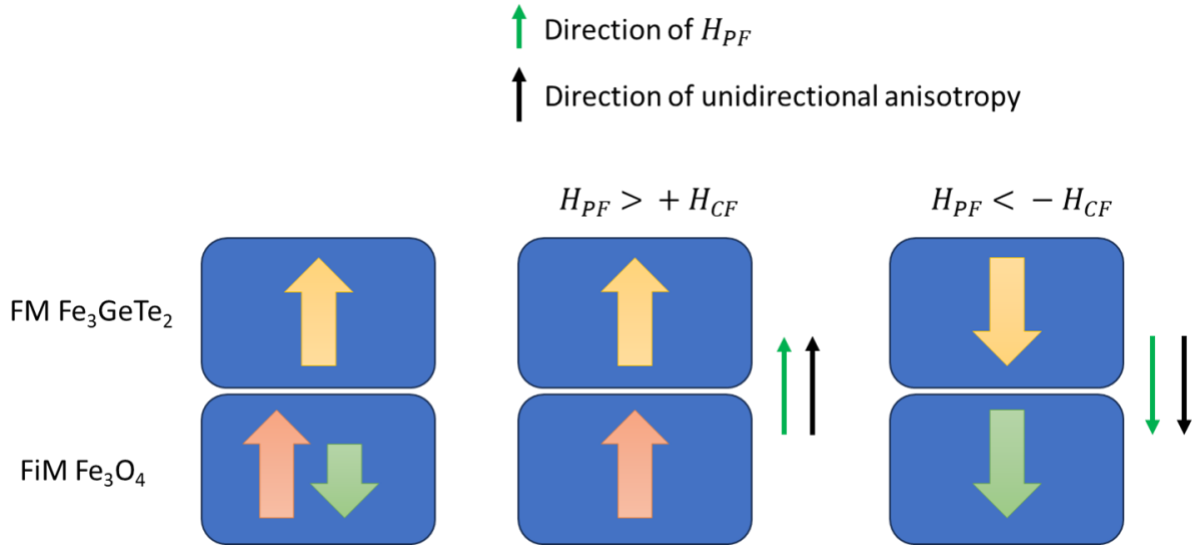 Direction of H_PF
Direction of unidirectional anisotropy
H_PF > + H_CF
H_PF < − H_CF
FM Fe₃GeTe₂
FiM Fe₃O₄